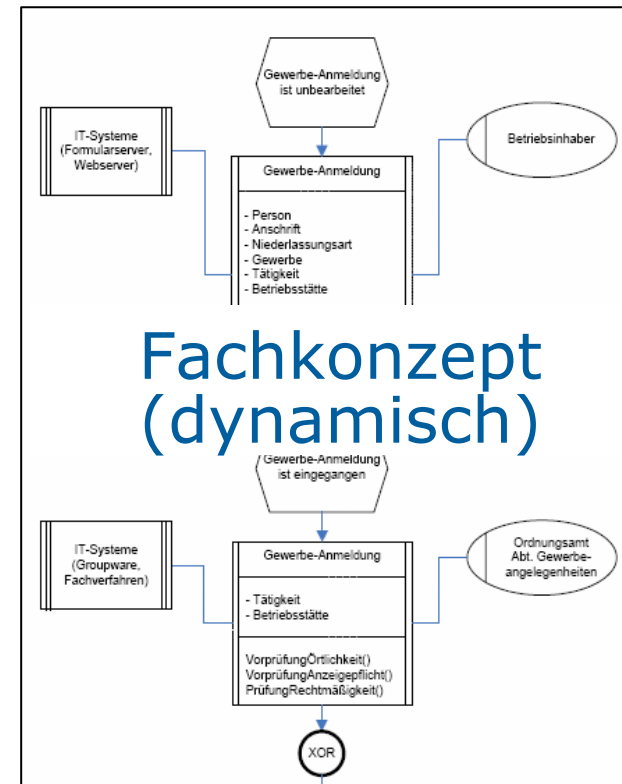 Gewerbe-Anmeldung
ist unbearbeitet
IT-Systeme
(Formularserver,
Webserver)
Betriebsinhaber
Gewerbe-Anmeldung
- Person
- Anschrift
- Niederlassungsart
- Gewerbe
- Tätigkeit
- Betriebsstätte
Fachkonzept
(dynamisch)
Gewerbe-Anmeldung
ist eingegangen
IT-Systeme
(Groupware,
Fachverfahren)
Ordnungsamt
Abt. Gewerbe-
angelegenheiten
Gewerbe-Anmeldung
- Tätigkeit
- Betriebsstätte
VorprüfungÖrtlichkeit()
VorprüfungAnzeigepflicht()
PrüfungRechtmäßigkeit()
XOR